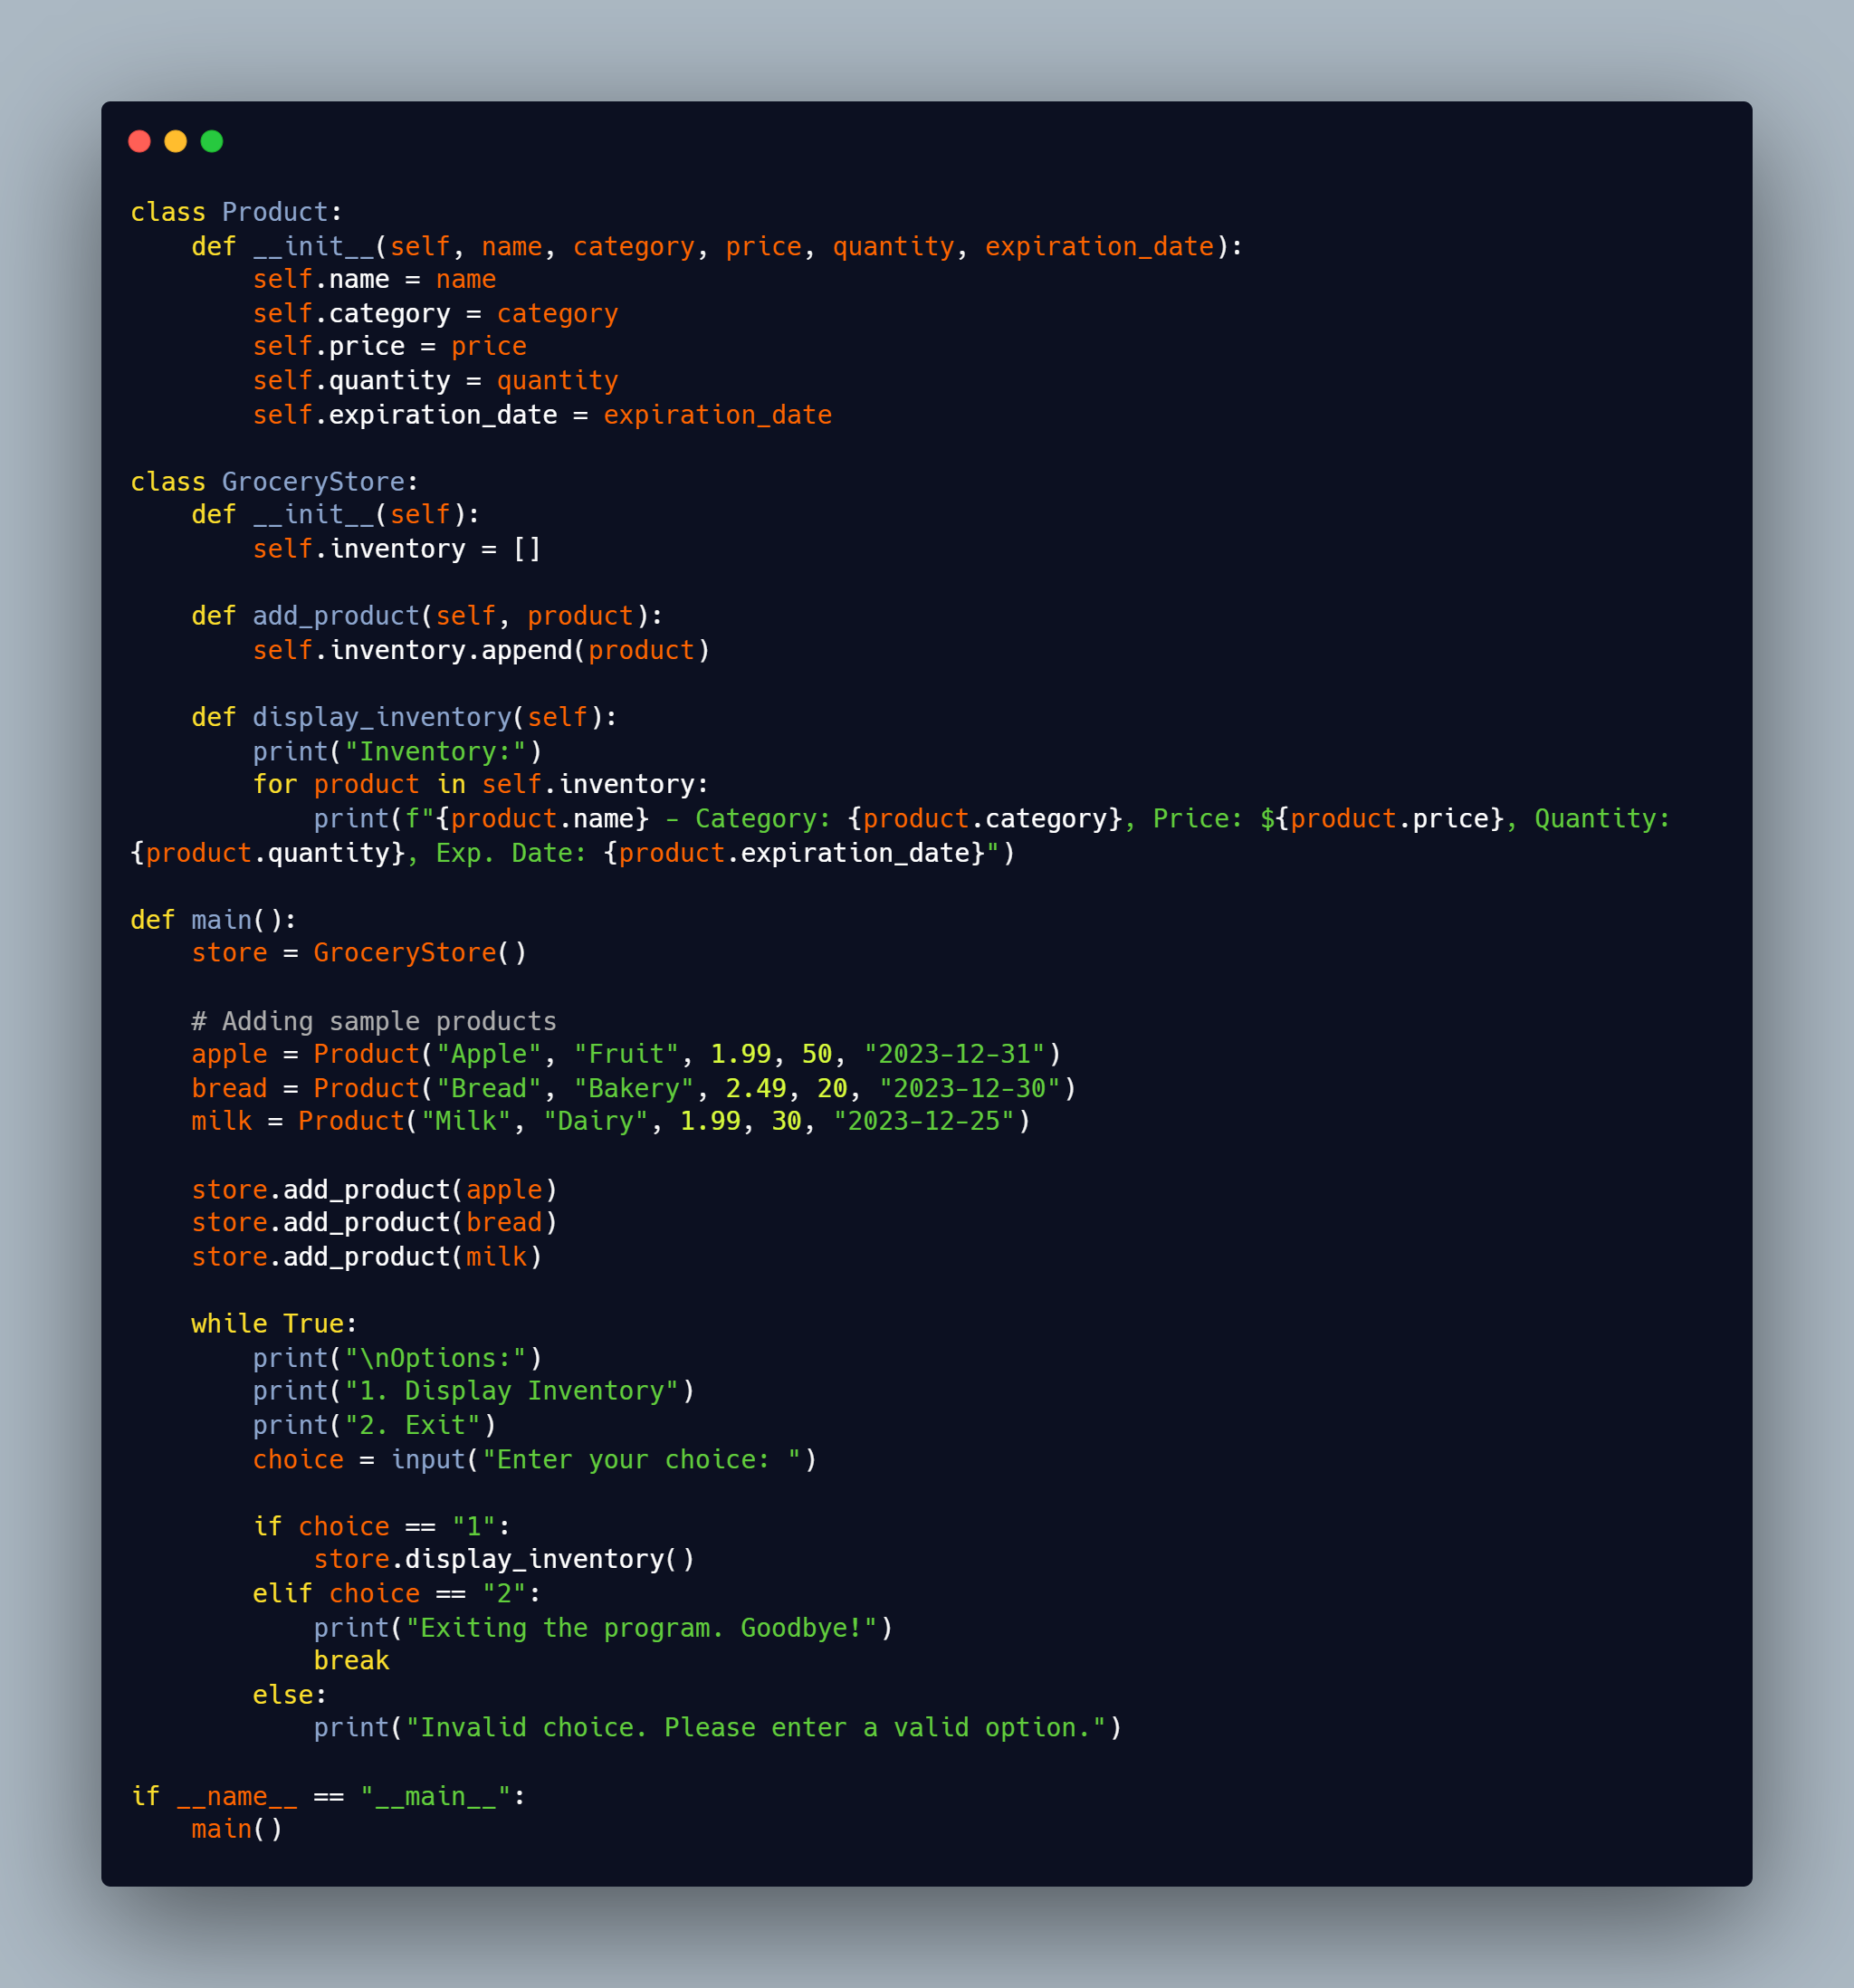 class Product:
    def __init__(self, name, category, price, quantity, expiration_date):
        self.name = name
        self.category = category
        self.price = price
        self.quantity = quantity
        self.expiration_date = expiration_date

class GroceryStore:
    def __init__(self):
        self.inventory = []

    def add_product(self, product):
        self.inventory.append(product)

    def display_inventory(self):
        print("Inventory:")
        for product in self.inventory:
            print(f"{product.name} - Category: {product.category}, Price: ${product.price}, Quantity:
{product.quantity}, Exp. Date: {product.expiration_date}")

def main():
    store = GroceryStore()

    # Adding sample products
    apple = Product("Apple", "Fruit", 1.99, 50, "2023-12-31")
    bread = Product("Bread", "Bakery", 2.49, 20, "2023-12-30")
    milk = Product("Milk", "Dairy", 1.99, 30, "2023-12-25")

    store.add_product(apple)
    store.add_product(bread)
    store.add_product(milk)

    while True:
        print("\nOptions:")
        print("1. Display Inventory")
        print("2. Exit")
        choice = input("Enter your choice: ")

        if choice == "1":
            store.display_inventory()
        elif choice == "2":
            print("Exiting the program. Goodbye!")
            break
        else:
            print("Invalid choice. Please enter a valid option.")

if __name__ == "__main__":
    main()